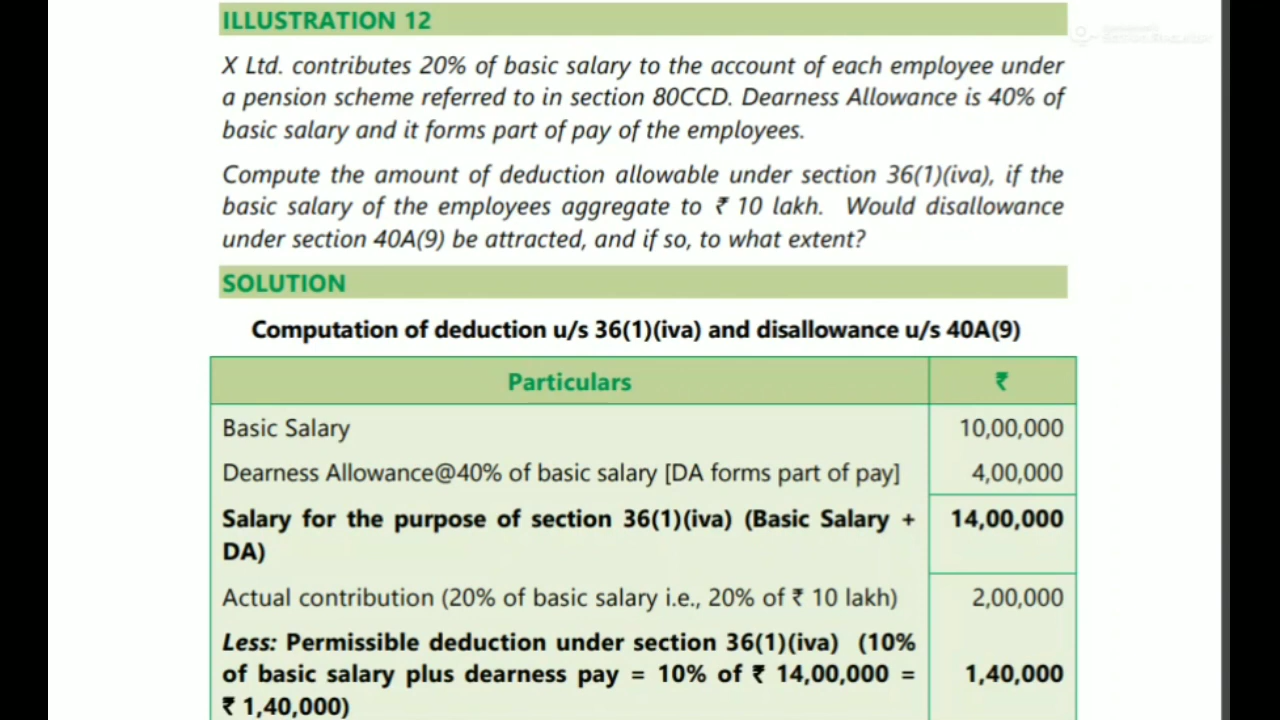 ILLUSTRATION 12
X Ltd. contributes 20% of basic salary to the account of each employee under
a pension scheme referred to in section 80CCD. Dearness Allowance is 40% of
basic salary and it forms part of pay of the employees.
Compute the amount of deduction allowable under section 36(1)(iva), if the
basic salary of the employees aggregate to ₹ 10 lakh. Would disallowance
under section 40A(9) be attracted, and if so, to what extent?
SOLUTION
Computation of deduction u/s 36(1)(iva) and disallowance u/s 40A(9)
Particulars ₹
Basic Salary 10,00,000
Dearness Allowance@40% of basic salary [DA forms part of pay] 4,00,000
Salary for the purpose of section 36(1)(iva) (Basic Salary + 14,00,000
DA)
Actual contribution (20% of basic salary i.e., 20% of ₹ 10 lakh) 2,00,000
Less: Permissible deduction under section 36(1)(iva) (10%
of basic salary plus dearness pay = 10% of ₹ 14,00,000 = 1,40,000
₹ 1,40,000)